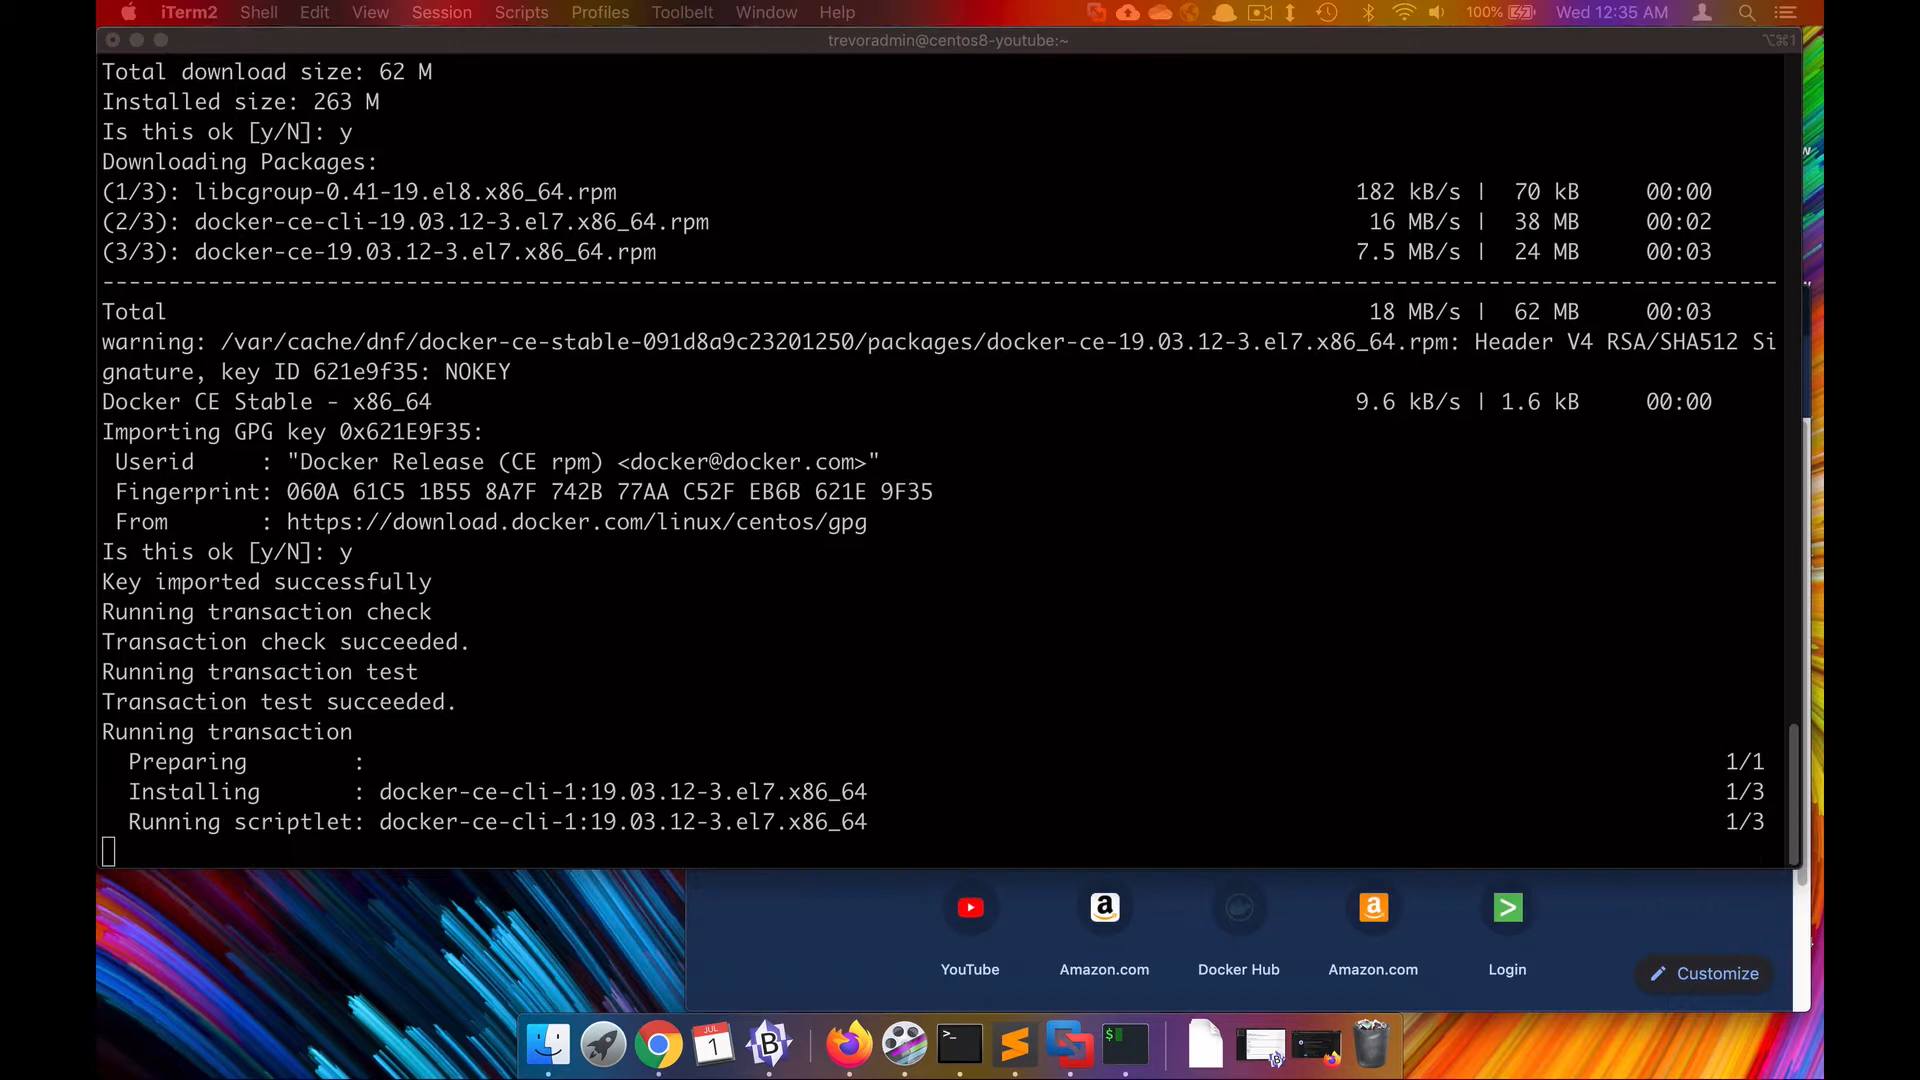 iTerm2 Shell Edit View Session Scripts Profiles Toolbelt Window Help 100% Wed 12:35 AM
trevoradmin@centos8-youtube:~ ⌥⌘1
Total download size: 62 M
Installed size: 263 M
Is this ok [y/N]: y
Downloading Packages:
(1/3): libcgroup-0.41-19.el8.x86_64.rpm 182 kB/s | 70 kB 00:00
(2/3): docker-ce-cli-19.03.12-3.el7.x86_64.rpm 16 MB/s | 38 MB 00:02
(3/3): docker-ce-19.03.12-3.el7.x86_64.rpm 7.5 MB/s | 24 MB 00:03
--------------------------------------------------------------------------------------------------------------------------------
Total 18 MB/s | 62 MB 00:03
warning: /var/cache/dnf/docker-ce-stable-091d8a9c23201250/packages/docker-ce-19.03.12-3.el7.x86_64.rpm: Header V4 RSA/SHA512 Si
gnature, key ID 621e9f35: NOKEY
Docker CE Stable - x86_64 9.6 kB/s | 1.6 kB 00:00
Importing GPG key 0x621E9F35:
Userid : "Docker Release (CE rpm) <docker@docker.com>"
Fingerprint: 060A 61C5 1B55 8A7F 742B 77AA C52F EB6B 621E 9F35
From : https://download.docker.com/linux/centos/gpg
Is this ok [y/N]: y
Key imported successfully
Running transaction check
Transaction check succeeded.
Running transaction test
Transaction test succeeded.
Running transaction
Preparing : 1/1
Installing : docker-ce-cli-1:19.03.12-3.el7.x86_64 1/3
Running scriptlet: docker-ce-cli-1:19.03.12-3.el7.x86_64 1/3
YouTube Amazon.com Docker Hub Amazon.com Login
Customize
JUL
1
B
>_
$